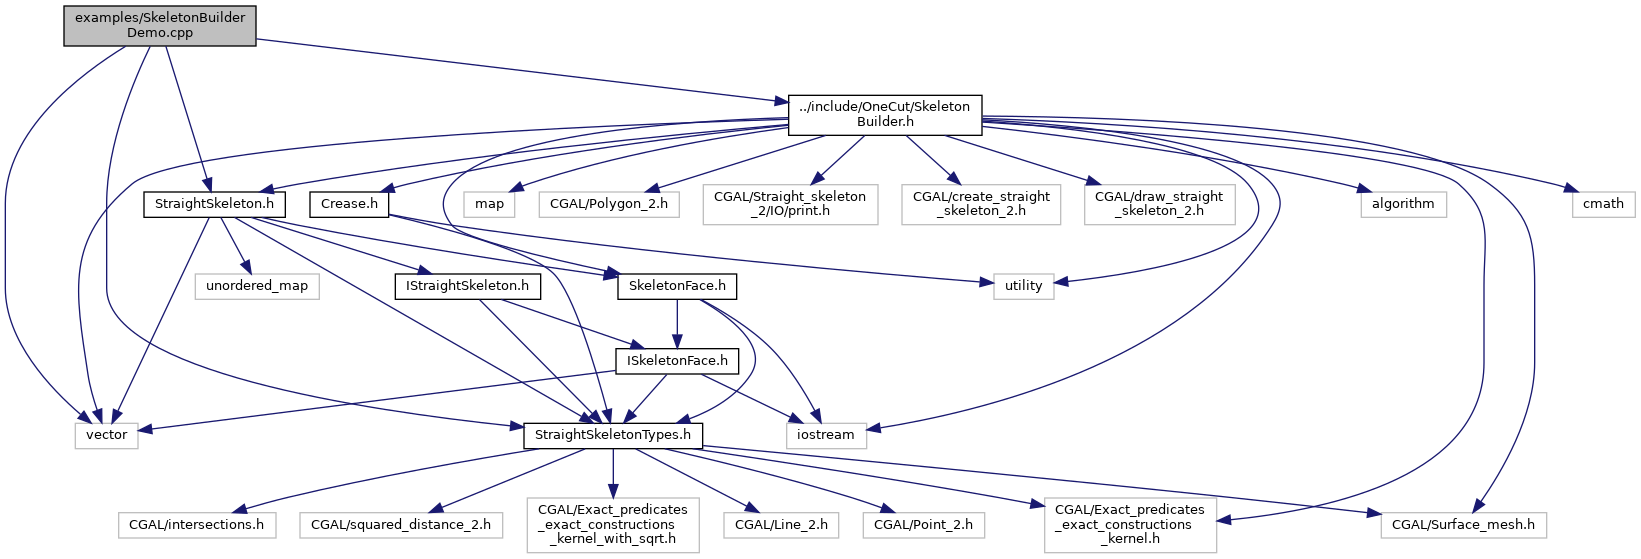 examples/SkeletonBuilder
Demo.cpp
../include/OneCut/Skeleton
Builder.h
StraightSkeleton.h
Crease.h
map
CGAL/Polygon_2.h
CGAL/Straight_skeleton
_2/IO/print.h
CGAL/create_straight
_skeleton_2.h
CGAL/draw_straight
_skeleton_2.h
algorithm
cmath
unordered_map
IStraightSkeleton.h
SkeletonFace.h
utility
ISkeletonFace.h
vector
StraightSkeletonTypes.h
iostream
CGAL/intersections.h
CGAL/squared_distance_2.h
CGAL/Exact_predicates
_exact_constructions
_kernel_with_sqrt.h
CGAL/Line_2.h
CGAL/Point_2.h
CGAL/Exact_predicates
_exact_constructions
_kernel.h
CGAL/Surface_mesh.h